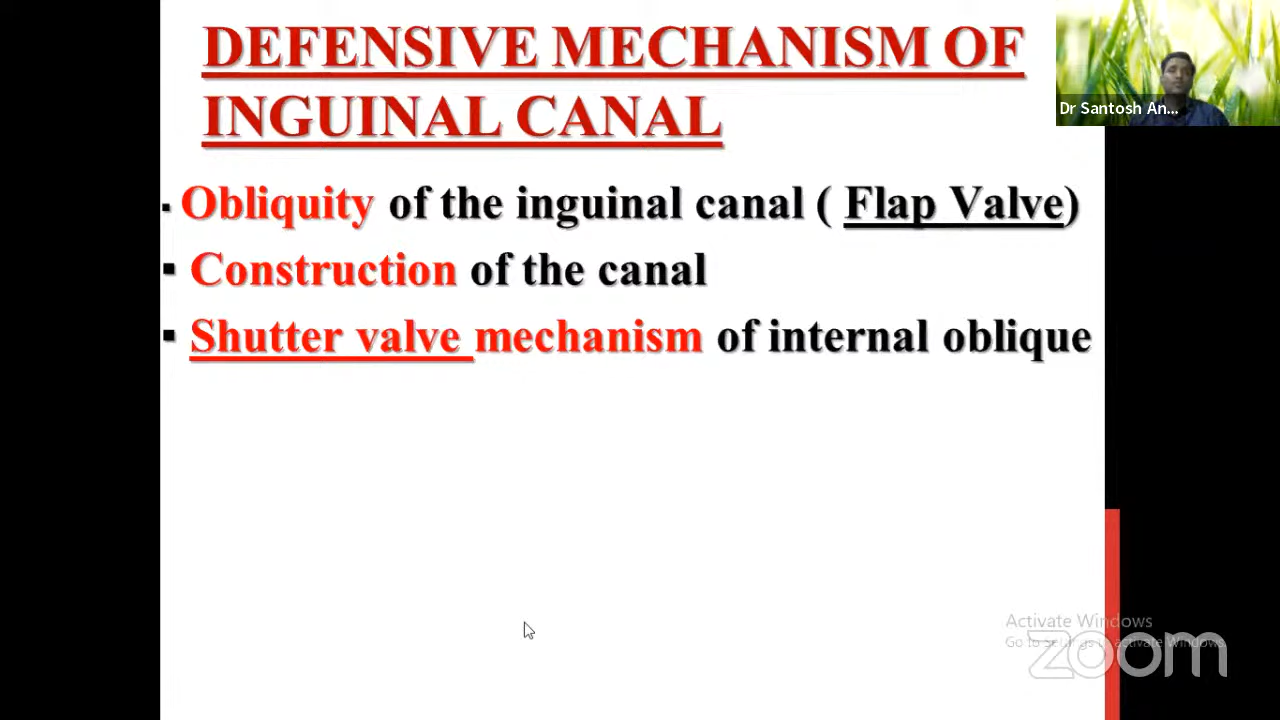 DEFENSIVE MECHANISM OF
INGUINAL CANAL
Dr Santosh An...
▪ Obliquity of the inguinal canal ( Flap Valve)
▪ Construction of the canal
▪ Shutter valve mechanism of internal oblique
Activate Windows
Go to Settings to activate Windows.
zoom